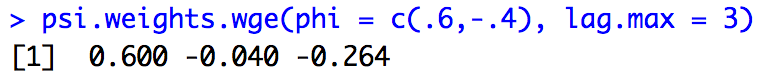 > psi.weights.wge(phi = c(.6,-.4), lag.max = 3)
[1]  0.600 -0.040 -0.264